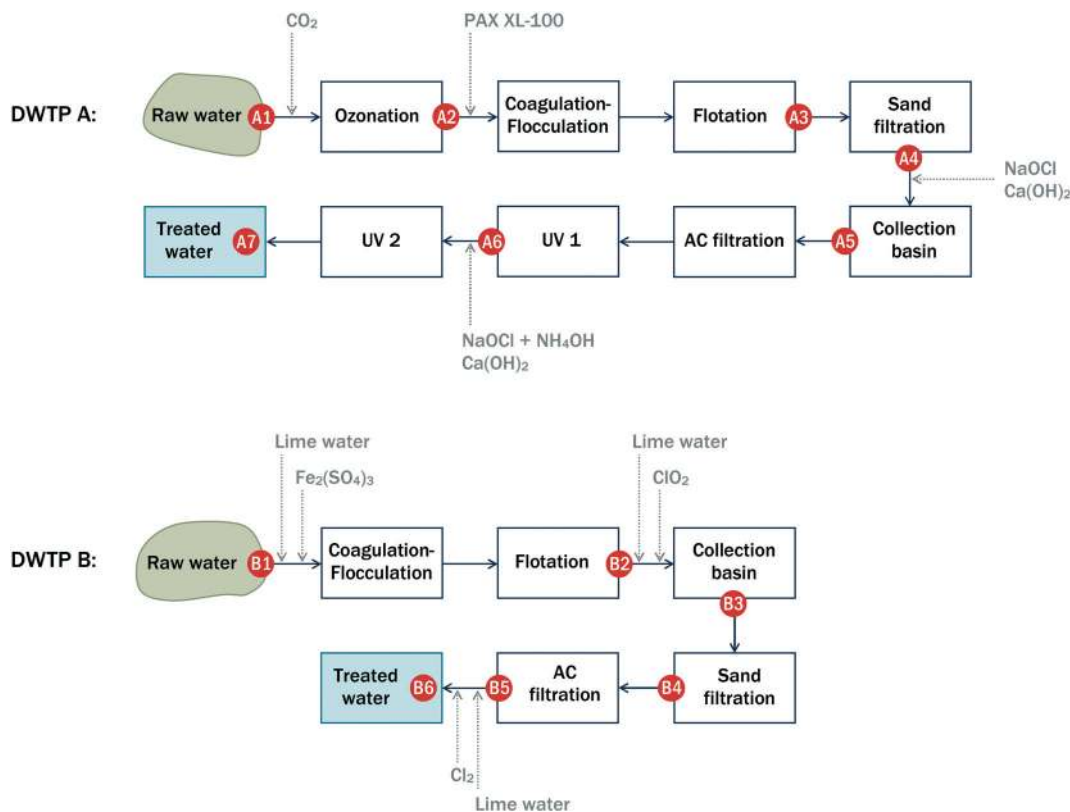 CO₂
PAX XL-100
DWTP A:
Raw water
A1
Ozonation
A2
Coagulation-
Flocculation
Flotation
A3
Sand
filtration
A4
NaOCl
Ca(OH)₂
Treated
water
A7
UV 2
A6
UV 1
AC filtration
A5
Collection
basin
NaOCl + NH₄OH
Ca(OH)₂
Lime water
Fe₂(SO₄)₃
Lime water
ClO₂
DWTP B:
Raw water
B1
Coagulation-
Flocculation
Flotation
B2
Collection
basin
B3
Treated
water
B6
B5
AC
filtration
B4
Sand
filtration
Cl₂
Lime water